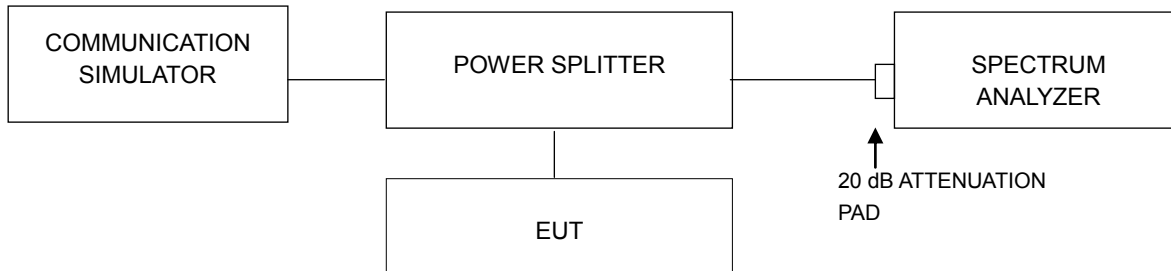 COMMUNICATION
SIMULATOR
POWER SPLITTER
SPECTRUM
ANALYZER
20 dB ATTENUATION
PAD
EUT